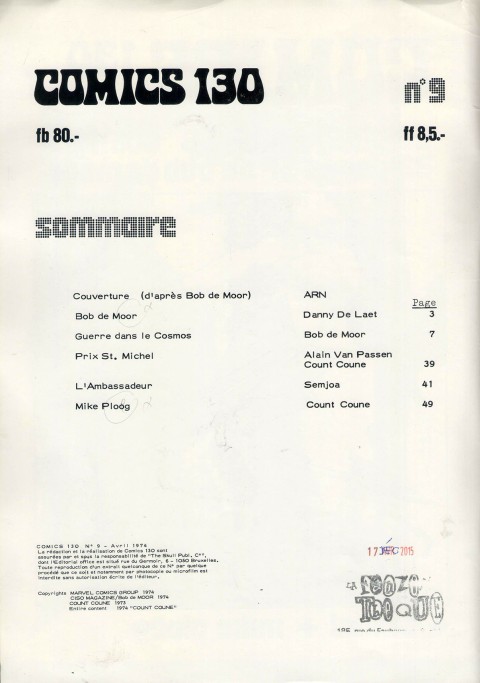 COMICS 130 n°9
fb 80.- ff 8,5.-
sommaire
Couverture (d'après Bob de Moor) ARN
Page
Bob de Moor Danny De Laet 3
Guerre dans le Cosmos Bob de Moor 7
Prix St. Michel Alain Van Passen
Count Coune 39
L'Ambassadeur Semjoa 41
Mike Ploog Count Coune 49
COMICS 130 N° 9 - Avril 1974
La rédaction et la réalisation de Comics 130 sont
assurées par et sous la responsabilité de "The Skull Publ. C°",
dont l'Editorial office est situé rue du Germoir, 6 - 1050 Bruxelles.
Toute reproduction d'un extrait quelconque de ce N° par quelque
procédé que ce soit et notamment par photocopie ou microfilm est
interdite sans autorisation écrite de l'éditeur.
Copyrights MARVEL COMICS GROUP 1974
CISO MAGAZINE/Bob de MOOR 1974
COUNT COUNE 1973
Entire content 1974 "COUNT COUNE"
17 2015